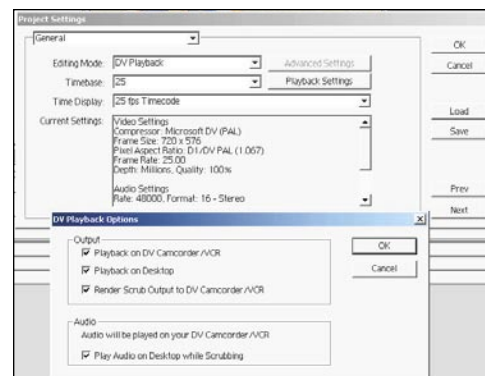 Project Settings
General
OK
Editing Mode: DV Playback Advanced Settings
Cancel
Timebase: 25 Playback Settings
Time Display: 25 fps Timecode
Load
Current Settings: Video Settings
Compressor: Microsoft DV (PAL)
Save
Frame Size: 720 x 576
Pixel Aspect Ratio: D1/DV PAL (1.067)
Frame Rate: 25.00
Depth: Millions, Quality: 100%
Audio Settings
Prev
Rate: 48000, Format: 16 - Stereo
Next
DV Playback Options
Output
OK
Playback on DV Camcorder/VCR
Playback on Desktop
Cancel
Render Scrub Output to DV Camcorder/VCR
Audio
Audio will be played on your DV Camcorder/VCR
Play Audio on Desktop while Scrubbing